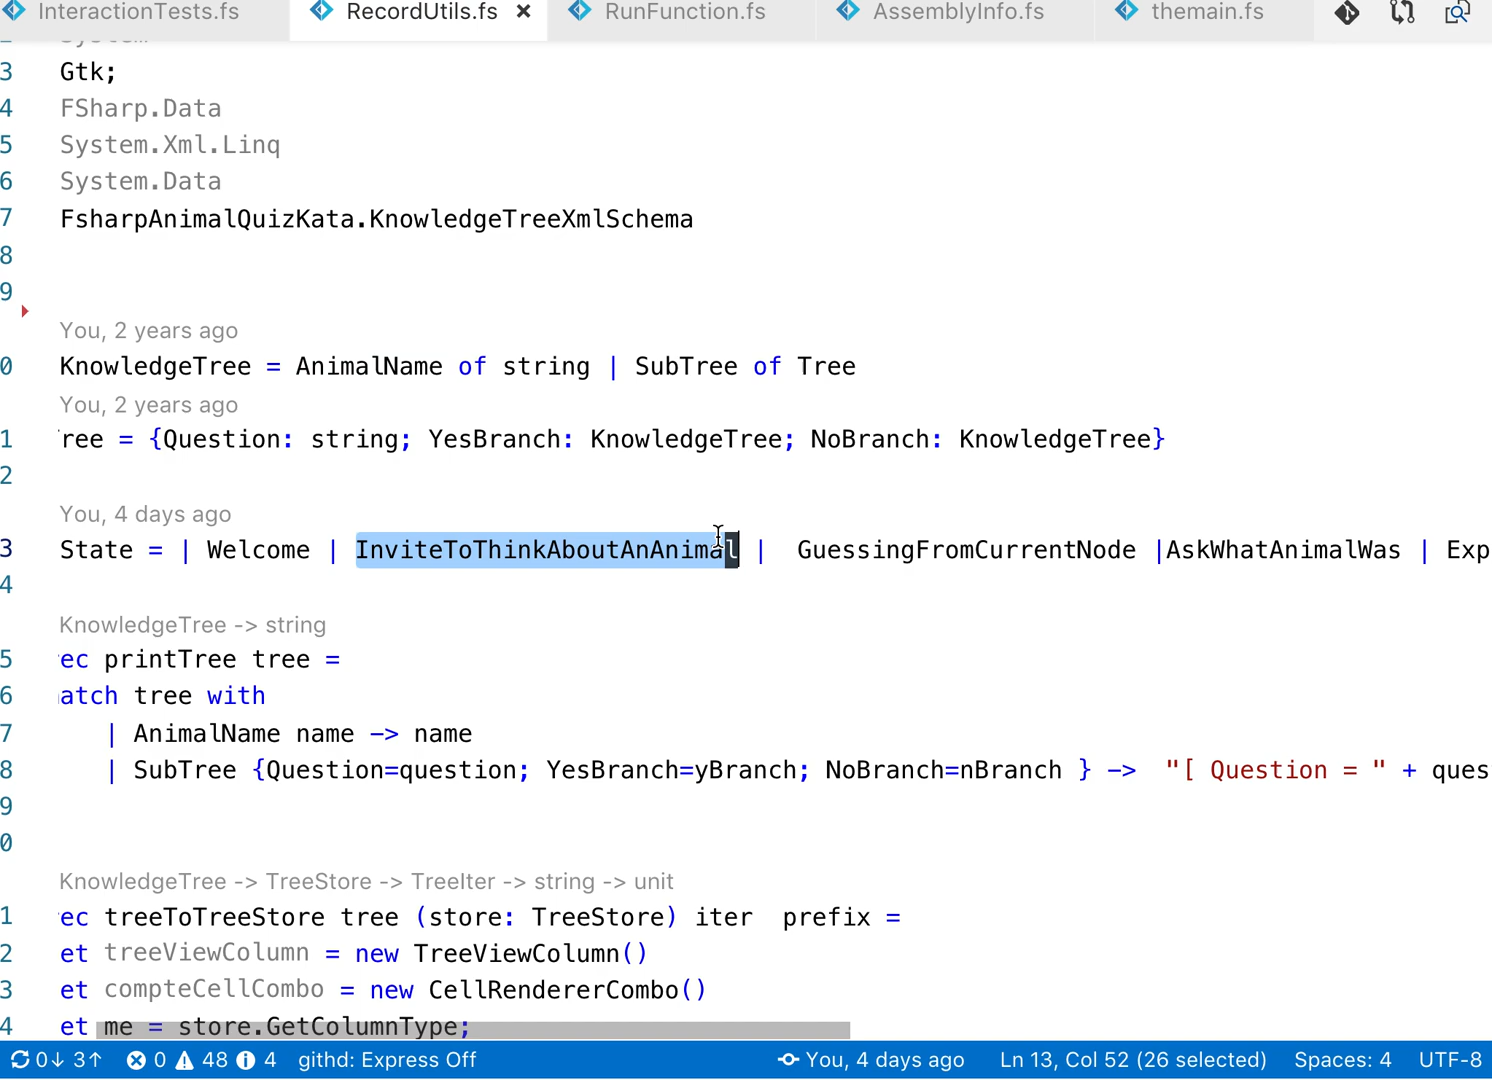 InteractionTests.fs RecordUtils.fs × RunFunction.fs AssemblyInfo.fs themain.fs
System
3 Gtk;
4 FSharp.Data
5 System.Xml.Linq
6 System.Data
7 FsharpAnimalQuizKata.KnowledgeTreeXmlSchema
8
9
You, 2 years ago
0 KnowledgeTree = AnimalName of string | SubTree of Tree
You, 2 years ago
1 Tree = {Question: string; YesBranch: KnowledgeTree; NoBranch: KnowledgeTree}
2
You, 4 days ago
3 State = | Welcome | InviteToThinkAboutAnAnimal |  GuessingFromCurrentNode |AskWhatAnimalWas | Exp
4
KnowledgeTree -> string
5 ec printTree tree =
6 atch tree with
7 | AnimalName name -> name
8 | SubTree {Question=question; YesBranch=yBranch; NoBranch=nBranch } ->  "[ Question = " + ques
9
0
KnowledgeTree -> TreeStore -> TreeIter -> string -> unit
1 ec treeToTreeStore tree (store: TreeStore) iter  prefix =
2 et treeViewColumn = new TreeViewColumn()
3 et compteCellCombo = new CellRendererCombo()
4 et me = store.GetColumnType;
0↓ 3↑ 0 48 4 githd: Express Off You, 4 days ago Ln 13, Col 52 (26 selected) Spaces: 4 UTF-8